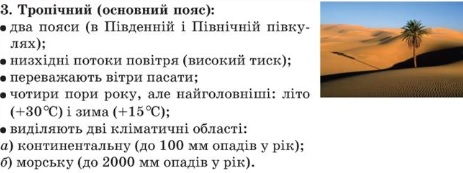 3. Тропічний (основний пояс):
• два пояси (в Південній і Північній півку-
лях);
• низхідні потоки повітря (високий тиск);
• переважають вітри пасати;
• чотири пори року, але найголовніші: літо
(+30°С) і зима (+15°С);
• виділяють дві кліматичні області:
а) континентальну (до 100 мм опадів у рік);
б) морську (до 2000 мм опадів у рік).